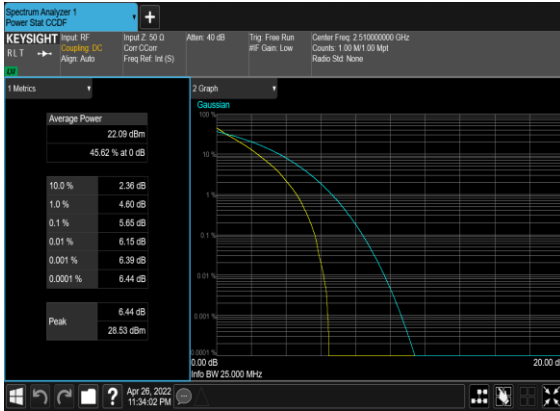 Spectrum Analyzer 1
Power Stat CCDF
KEYSIGHT
RLT
Input: RF
Coupling: DC
Align: Auto
Input Z: 50 Ω
Corr CCorr
Freq Ref: Int (S)
Atten: 40 dB
Trig: Free Run
#IF Gain: Low
Center Freq: 2.510000000 GHz
Counts: 1.00 M/1.00 Mpt
Radio Std: None
1 Metrics
Average Power
22.09 dBm
45.62 % at 0 dB
10.0 % 2.36 dB
1.0 % 4.60 dB
0.1 % 5.65 dB
0.01 % 6.15 dB
0.001 % 6.39 dB
0.0001 % 6.44 dB
Peak
6.44 dB
28.53 dBm
2 Graph
Gaussian
100 %
10 %
1 %
0.1 %
0.01 %
0.001 %
0.0001 %
0.00 dB
20.00 d
Info BW 25.000 MHz
Apr 26, 2022
11:34:02 PM